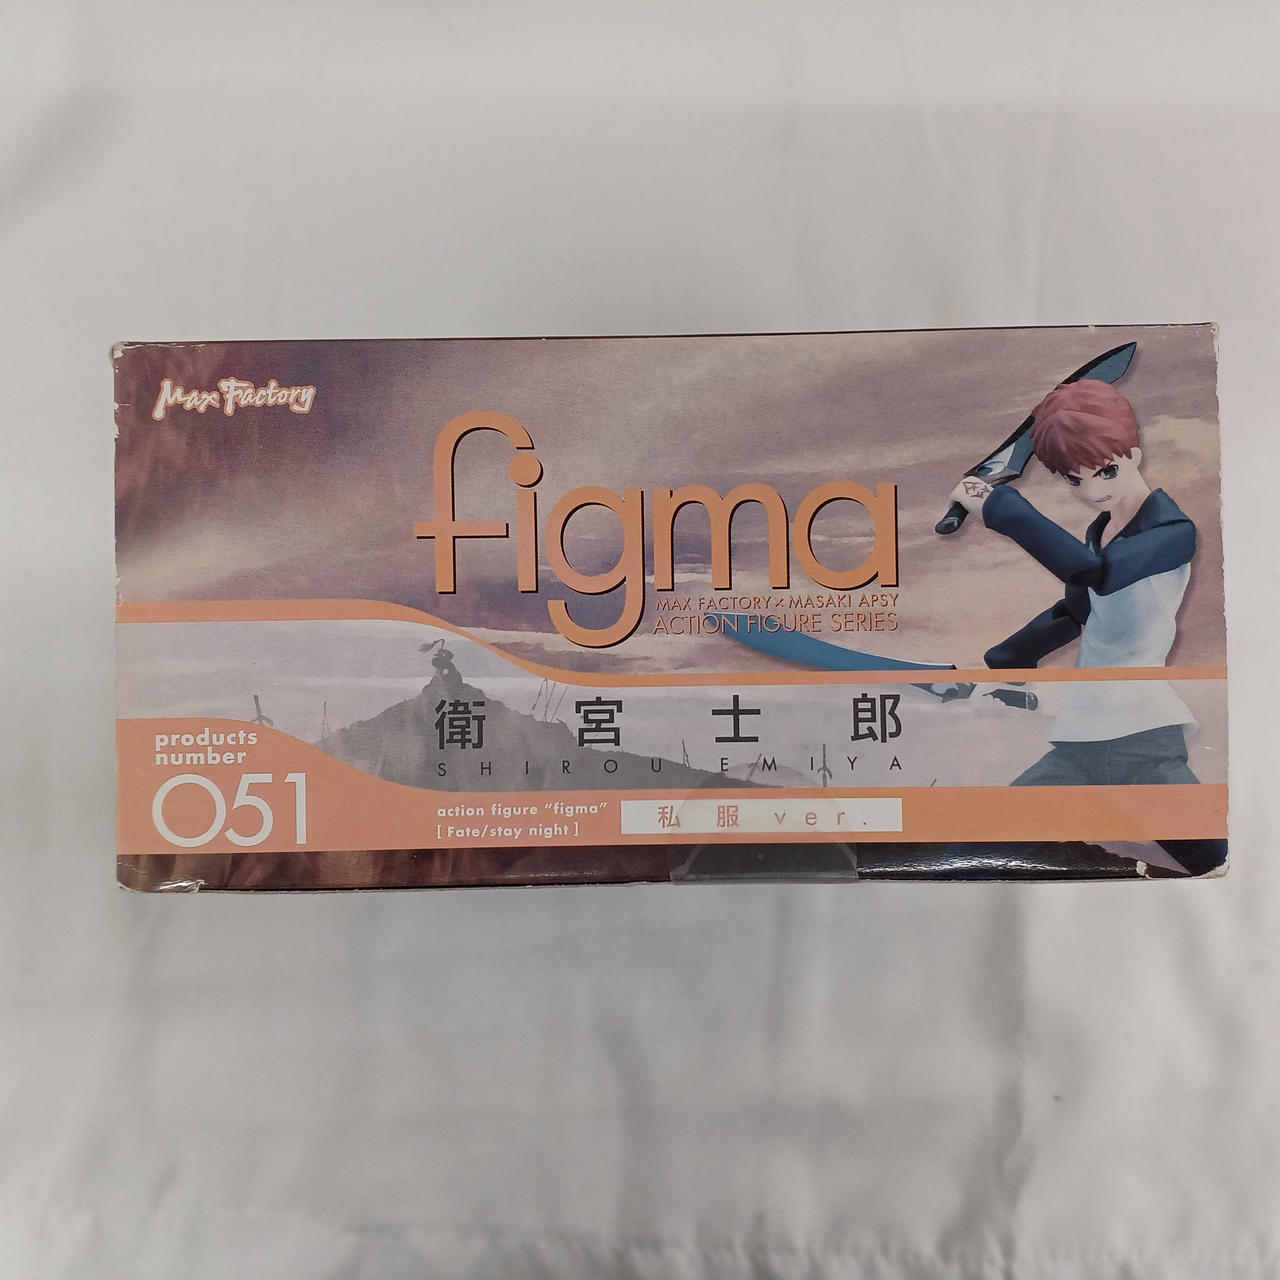 Max Factory
figma
MAX FACTORY × MASAKI APSY
ACTION FIGURE SERIES
衛宮士郎
SHIROU EMIYA
products
number
051
action figure "figma"
[ Fate/stay night ]
私服 ver.